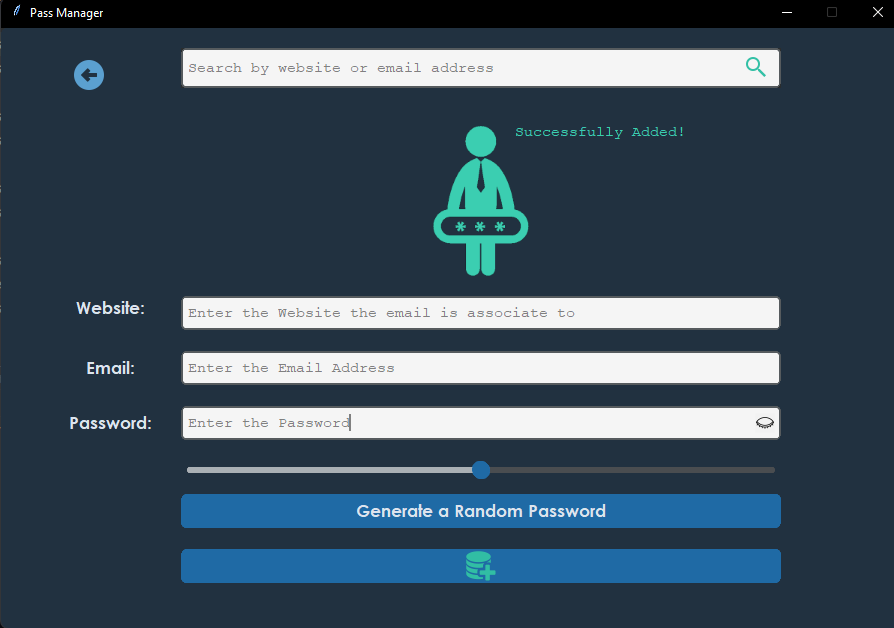 Pass Manager
Search by website or email address
Successfully Added!
* * *
Website:
Enter the Website the email is associate to
Email:
Enter the Email Address
Password:
Enter the Password
Generate a Random Password